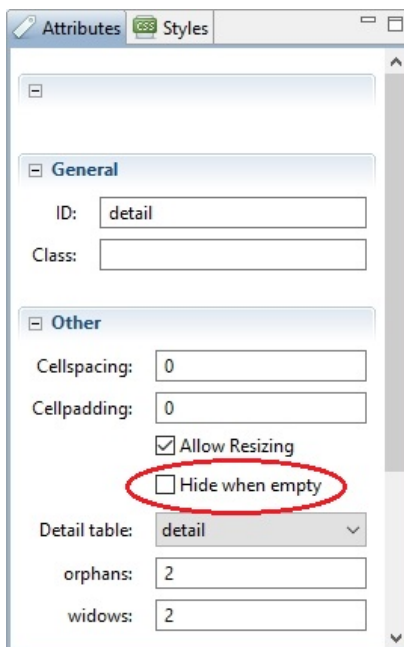 Attributes CSS Styles
General
ID: detail
Class:
Other
Cellspacing: 0
Cellpadding: 0
Allow Resizing
Hide when empty
Detail table: detail
orphans: 2
widows: 2